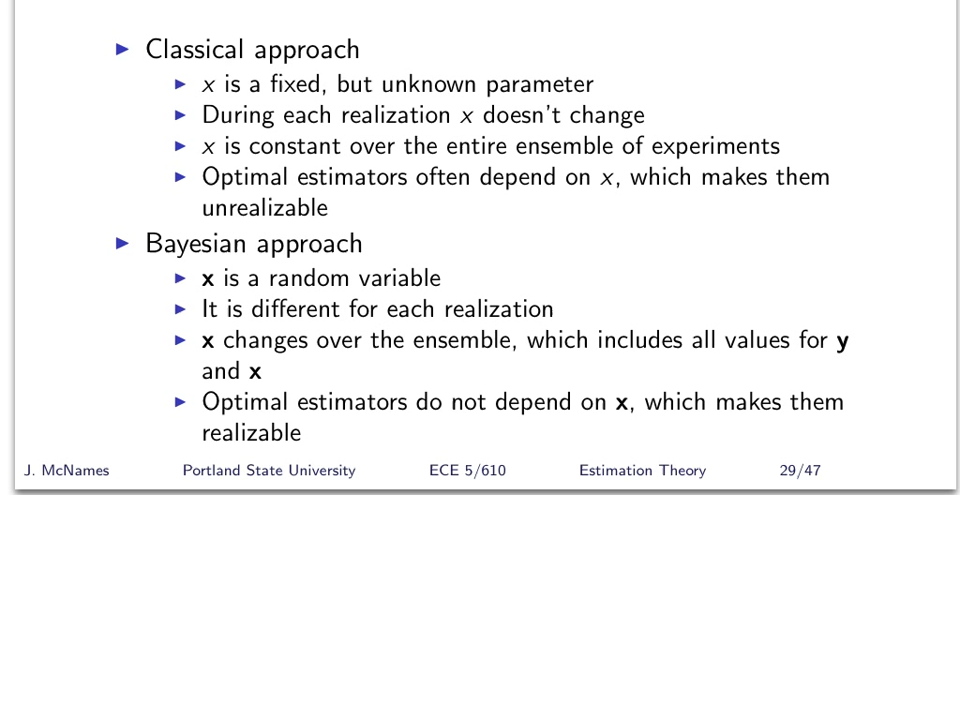 ▶ Classical approach
▶ x is a fixed, but unknown parameter
▶ During each realization x doesn't change
▶ x is constant over the entire ensemble of experiments
▶ Optimal estimators often depend on x, which makes them
unrealizable
▶ Bayesian approach
▶ x is a random variable
▶ It is different for each realization
▶ x changes over the ensemble, which includes all values for y
and x
▶ Optimal estimators do not depend on x, which makes them
realizable
J. McNames Portland State University ECE 5/610 Estimation Theory 29/47